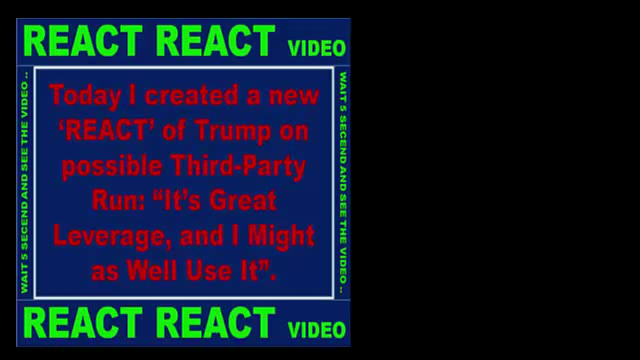 REACT REACT VIDEO
WAIT 5 SECEND AND SEE THE VIDEO ..
Today I created a new
‘REACT’ of Trump on
possible Third-Party
Run: “It’s Great
Leverage, and I Might
as Well Use It”.
WAIT 5 SECEND AND SEE THE VIDEO ..
REACT REACT VIDEO